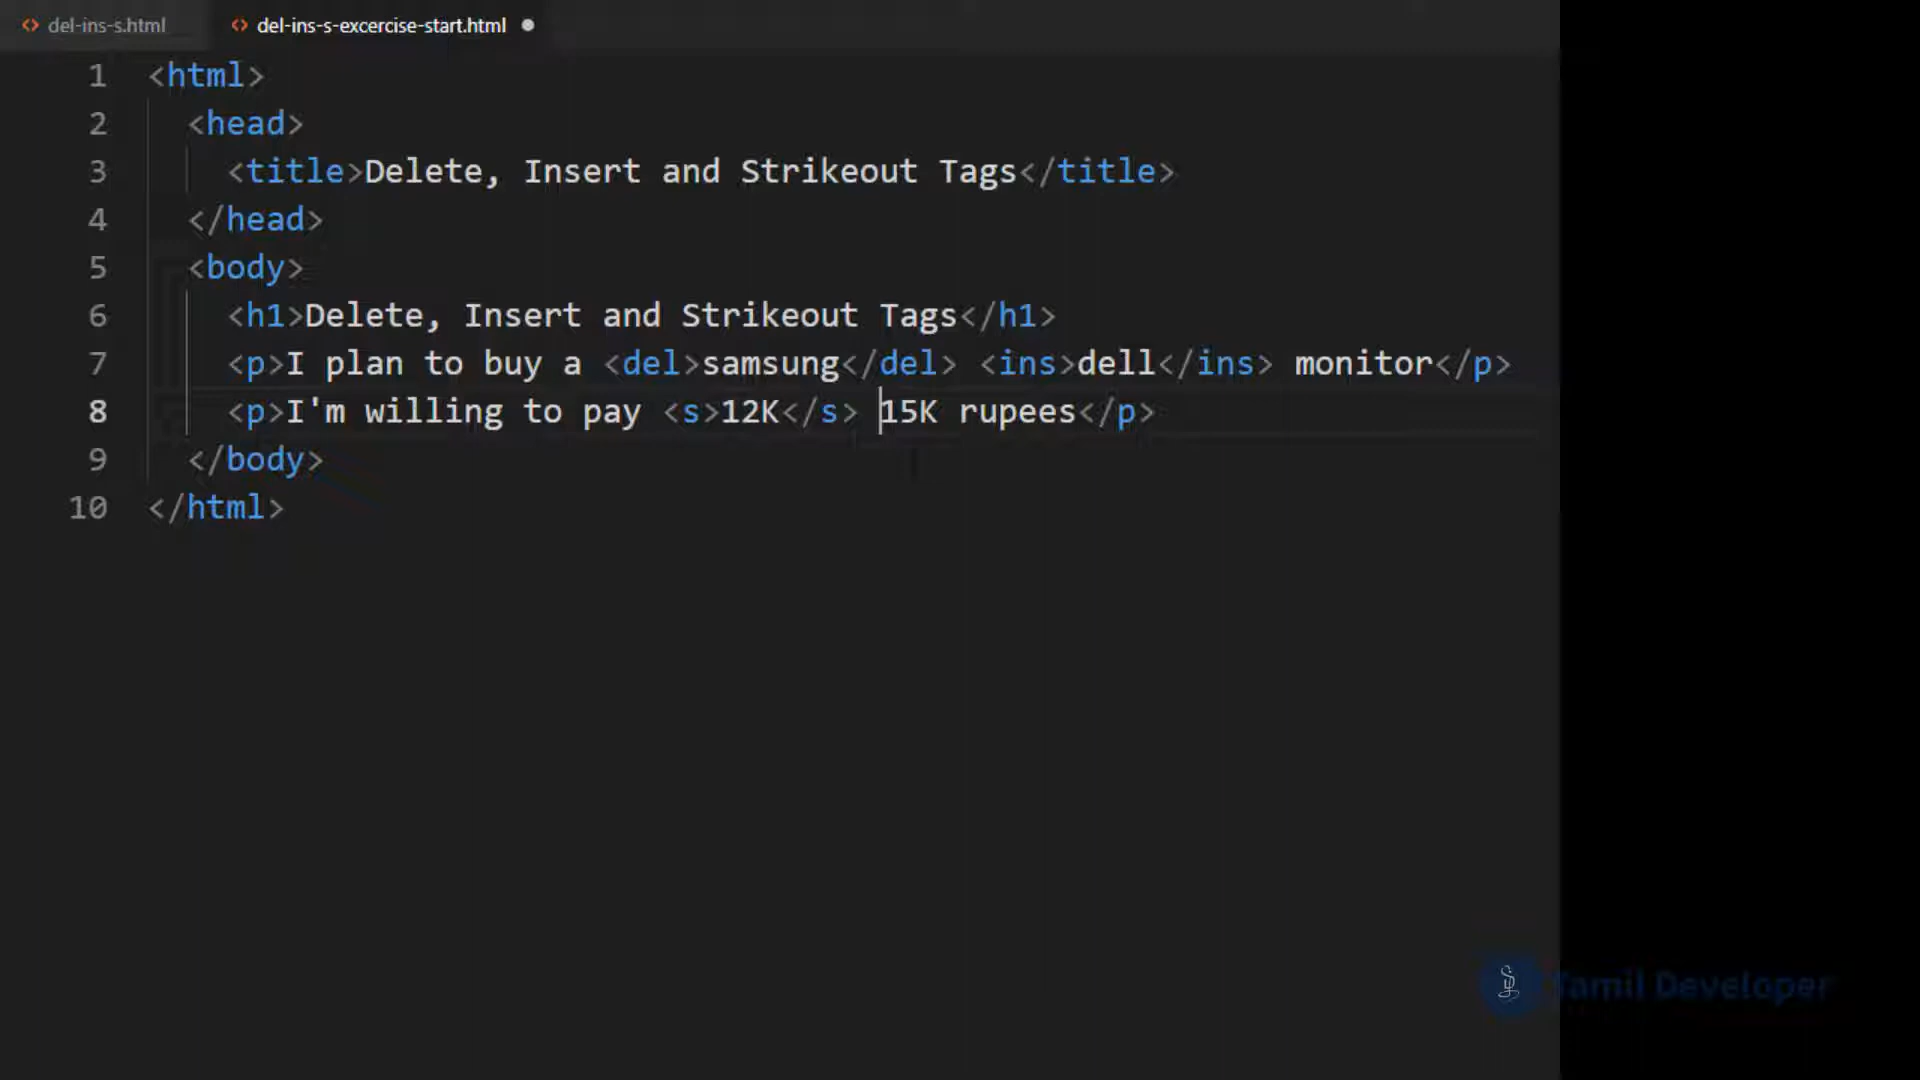 del-ins-s.html
del-ins-s-excercise-start.html
1 <html>
2 <head>
3 <title>Delete, Insert and Strikeout Tags</title>
4 </head>
5 <body>
6 <h1>Delete, Insert and Strikeout Tags</h1>
7 <p>I plan to buy a <del>samsung</del> <ins>dell</ins> monitor</p>
8 <p>I'm willing to pay <s>12K</s> 15K rupees</p>
9 </body>
10 </html>
Tamil Developer